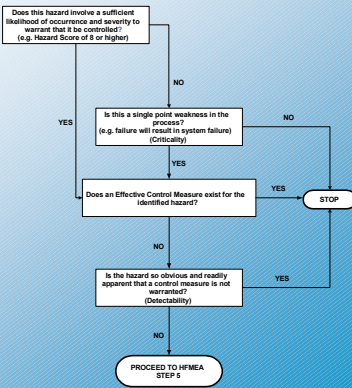 Does this hazard involve a sufficient
likelihood of occurrence and severity to
warrant that it be controlled?
(e.g. Hazard Score of 8 or higher)
NO
YES
Is this a single point weakness in the
process?
(e.g. failure will result in system failure)
(Criticality)
NO
YES
Does an Effective Control Measure exist for the
identified hazard?
YES
STOP
NO
Is the hazard so obvious and readily
apparent that a control measure is not
warranted?
(Detectability)
YES
NO
PROCEED TO HFMEA
STEP 5